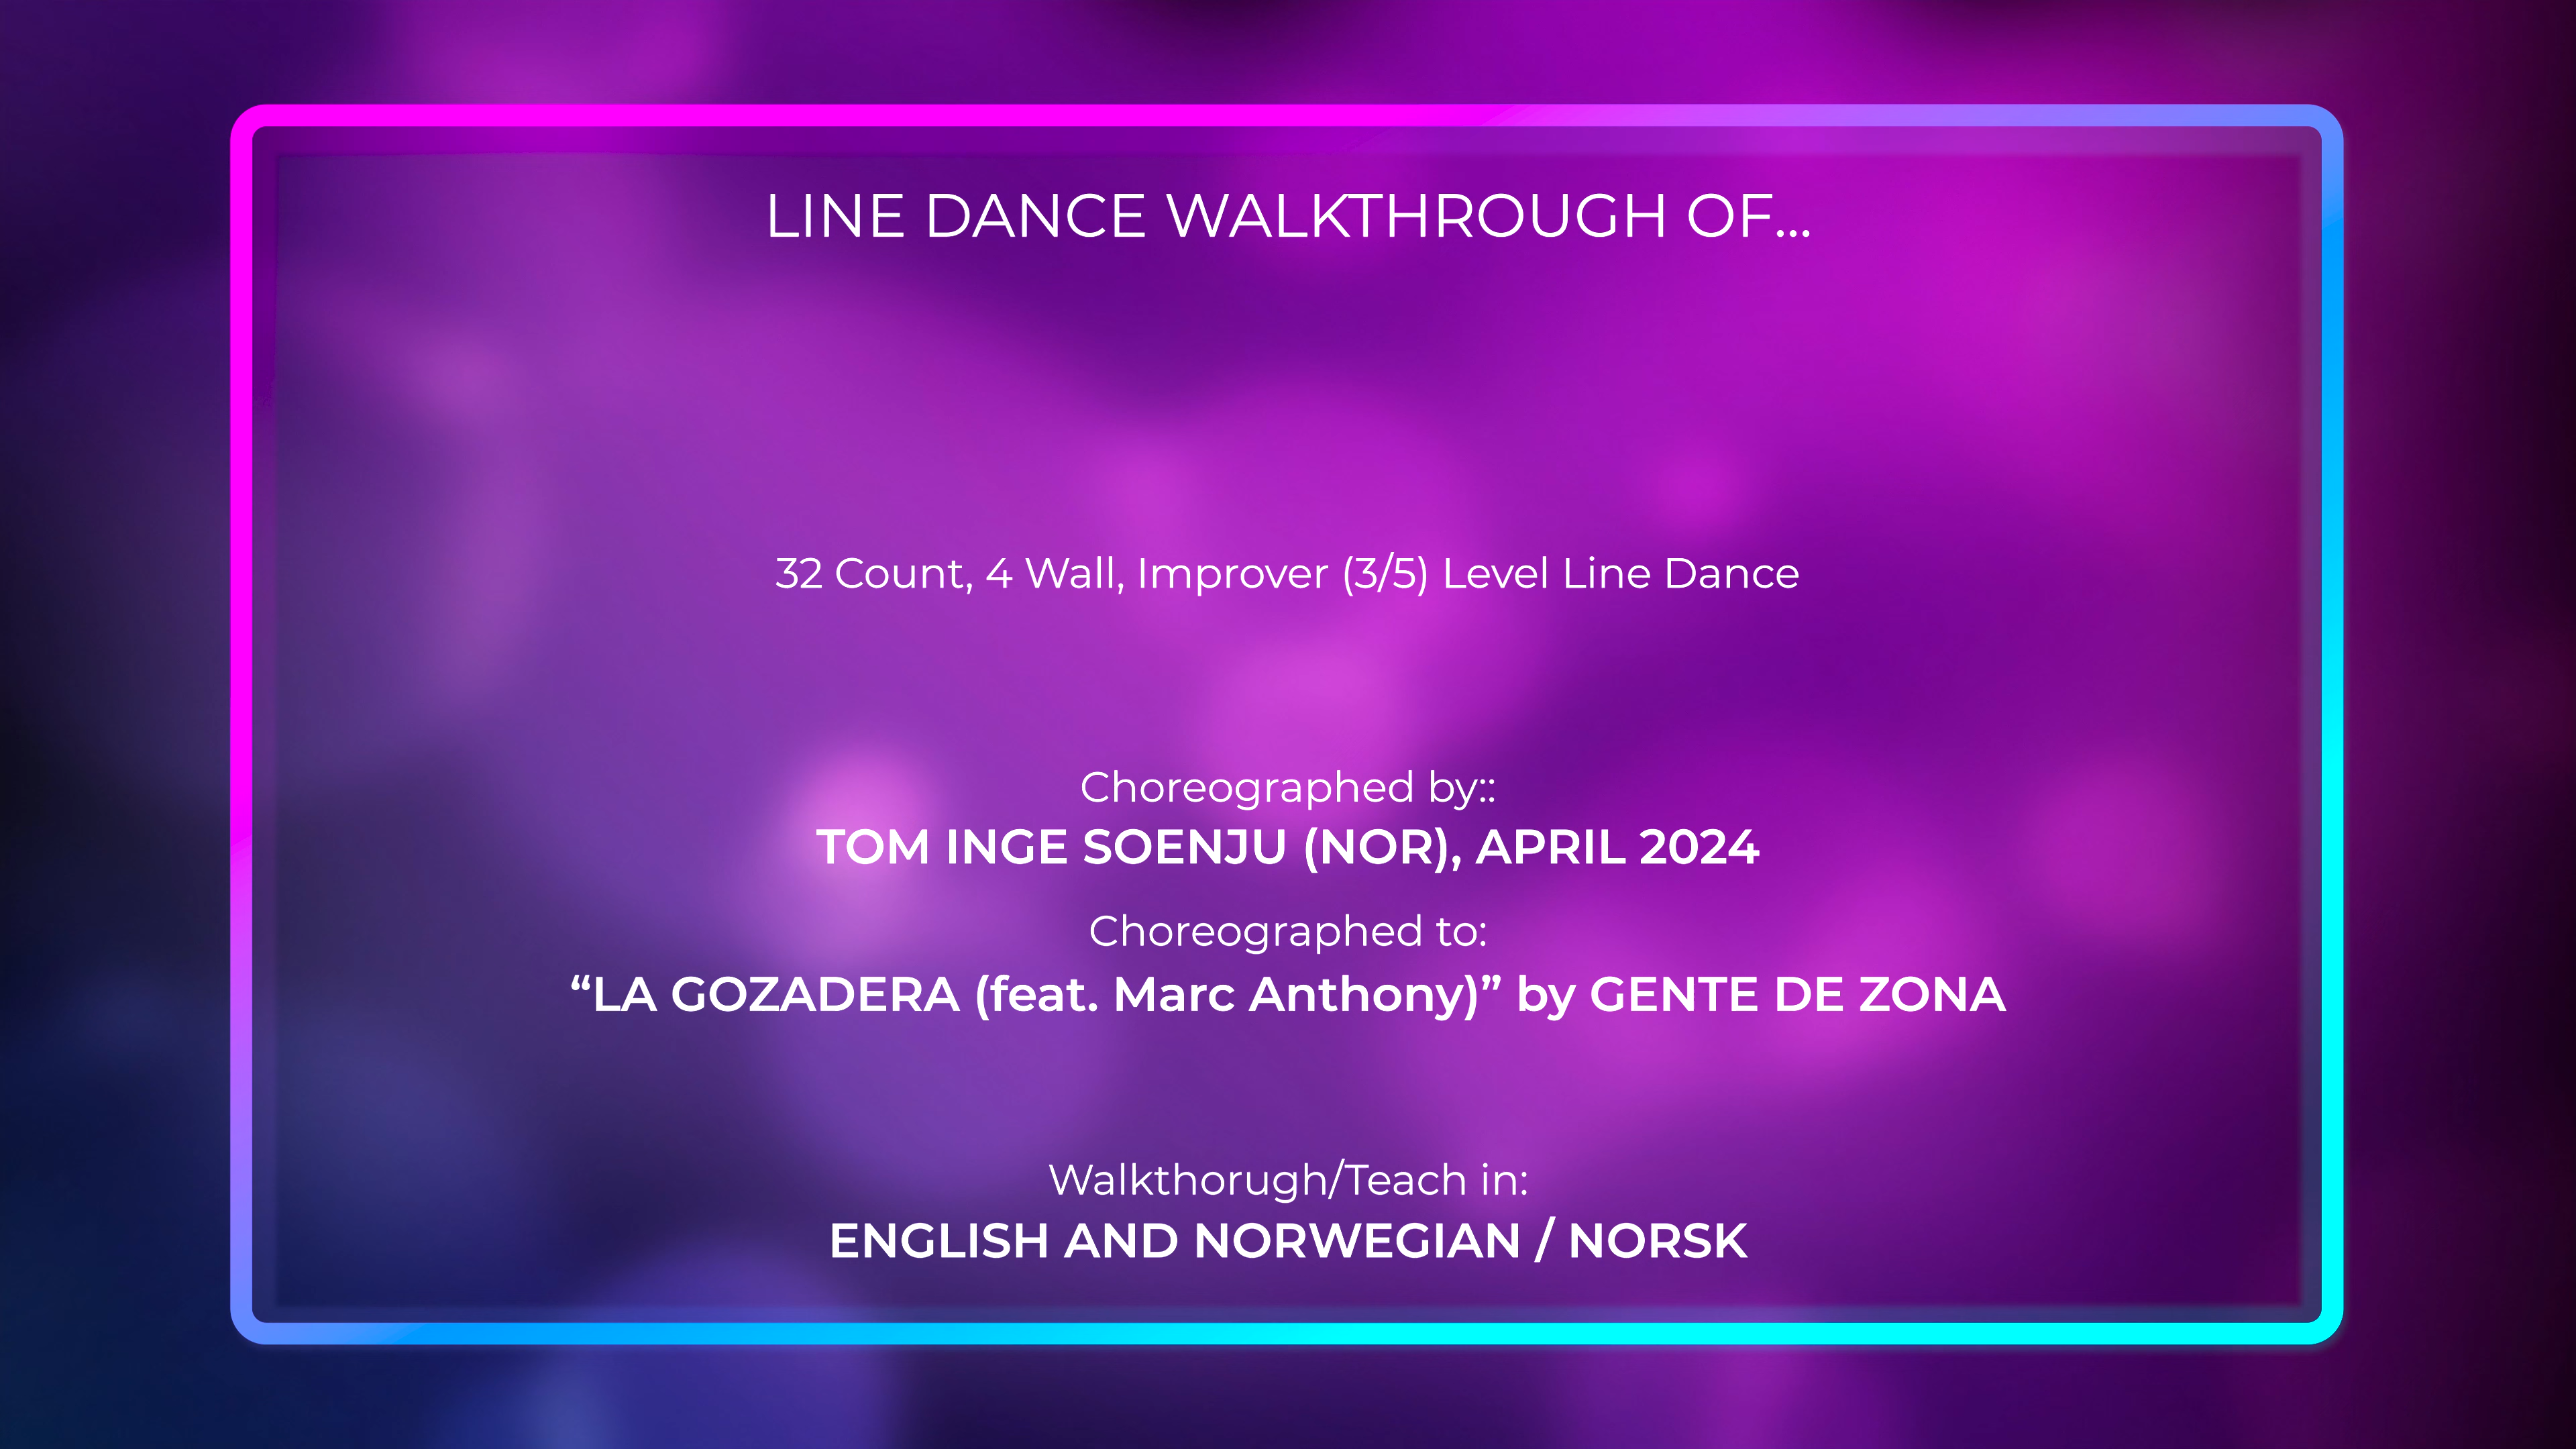 LINE DANCE WALKTHROUGH OF...
32 Count, 4 Wall, Improver (3/5) Level Line Dance
Choreographed by::
TOM INGE SOENJU (NOR), APRIL 2024
Choreographed to:
“LA GOZADERA (feat. Marc Anthony)” by GENTE DE ZONA
Walkthorugh/Teach in:
ENGLISH AND NORWEGIAN / NORSK